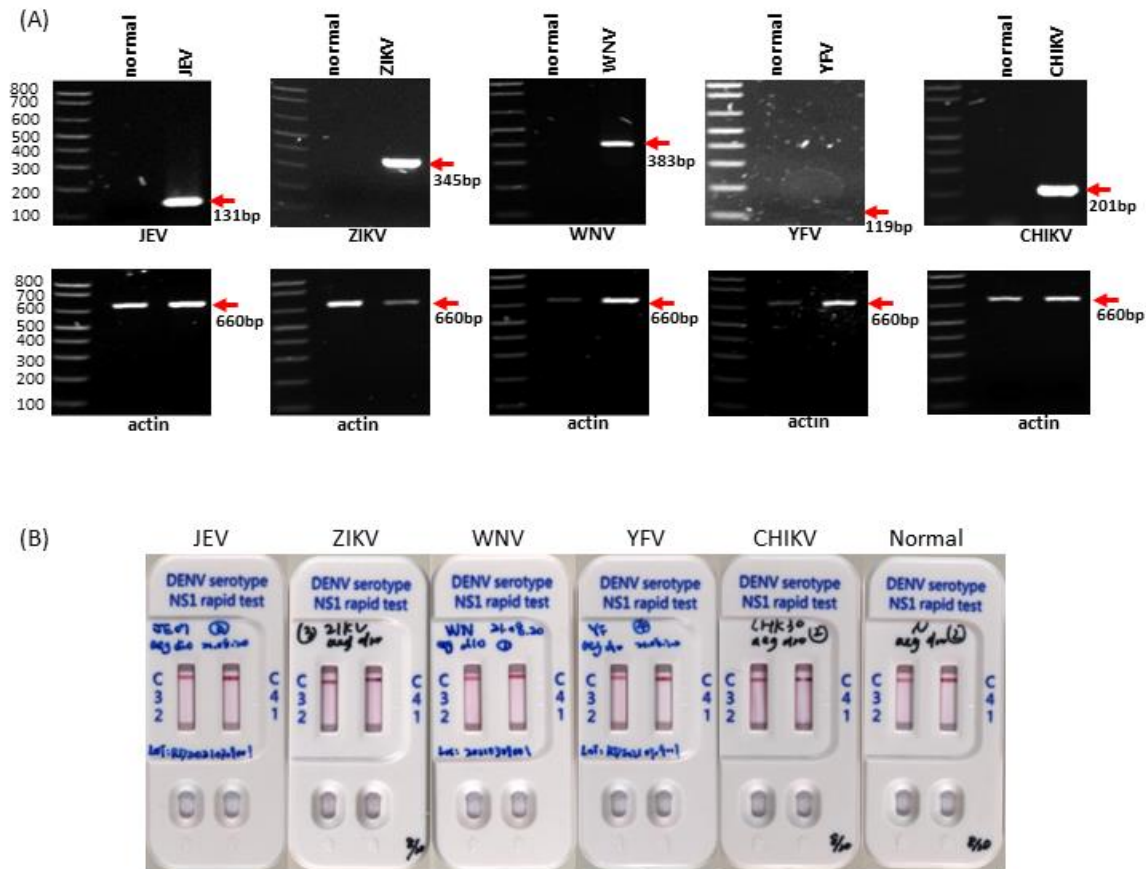 (A)
normal JEV normal ZIKV normal WNV normal YFV normal CHIKV
800
700
600
500
400
300
200
100
131bp
345bp
383bp
119bp
201bp
JEV ZIKV WNV YFV CHIKV
800
700
600
500
400
300
200
100
660bp 660bp 660bp 660bp 660bp
actin actin actin actin actin
(B)
JEV ZIKV WNV YFV CHIKV Normal
DENV serotype
NS1 rapid test
DENV serotype
NS1 rapid test
DENV serotype
NS1 rapid test
DENV serotype
NS1 rapid test
DENV serotype
NS1 rapid test
DENV serotype
NS1 rapid test
3 ZIKV
WN 21.08.20
YF
N
C C
3 4
2 1
C C
3 4
2 1
C C
3 4
2 1
C C
3 4
2 1
C C
3 4
2 1
C C
3 4
2 1